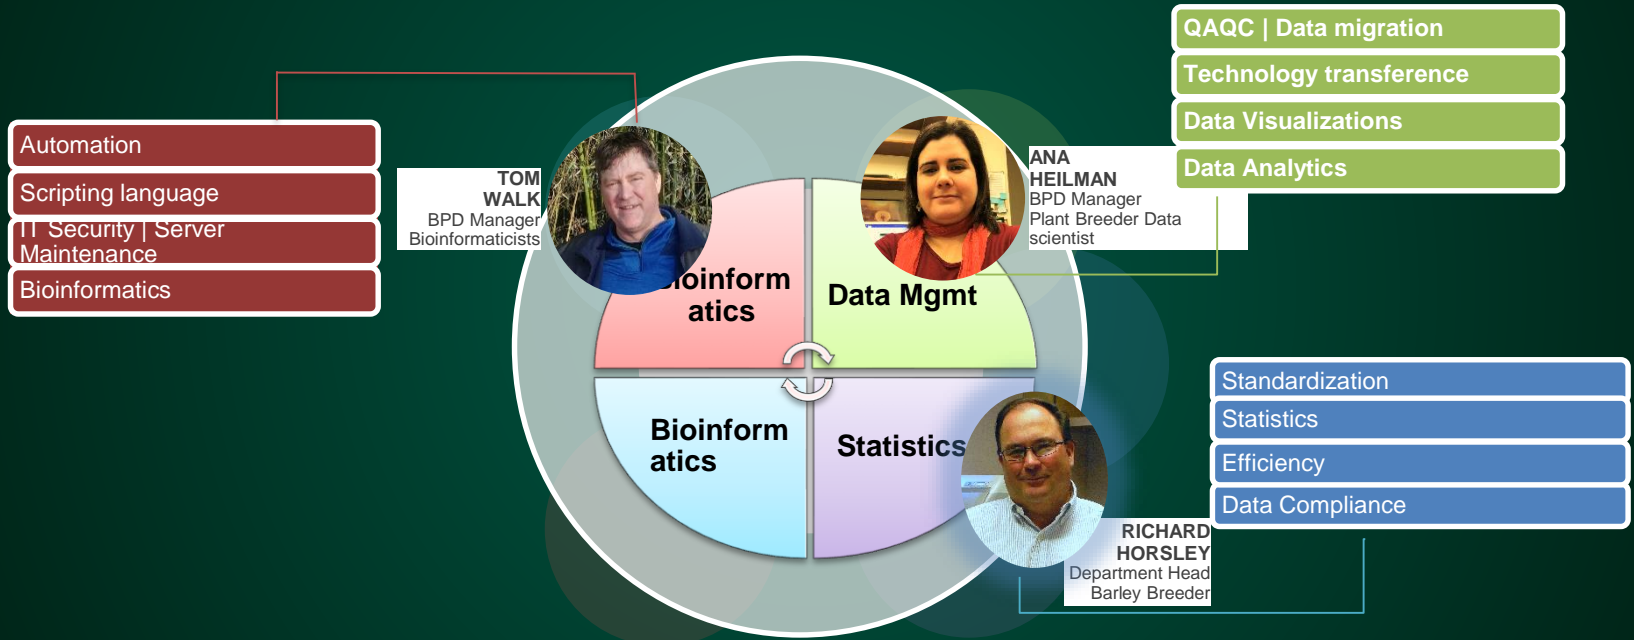 QAQC | Data migration
Technology transference
Data Visualizations
Data Analytics
Automation
Scripting language
IT Security | Server
Maintenance
Bioinformatics
TOM
WALK
BPD Manager
Bioinformaticists
ANA
HEILMAN
BPD Manager
Plant Breeder Data
scientist
Bioinform
atics
Data Mgmt
Bioinform
atics
Statistics
Standardization
Statistics
Efficiency
Data Compliance
RICHARD
HORSLEY
Department Head
Barley Breeder